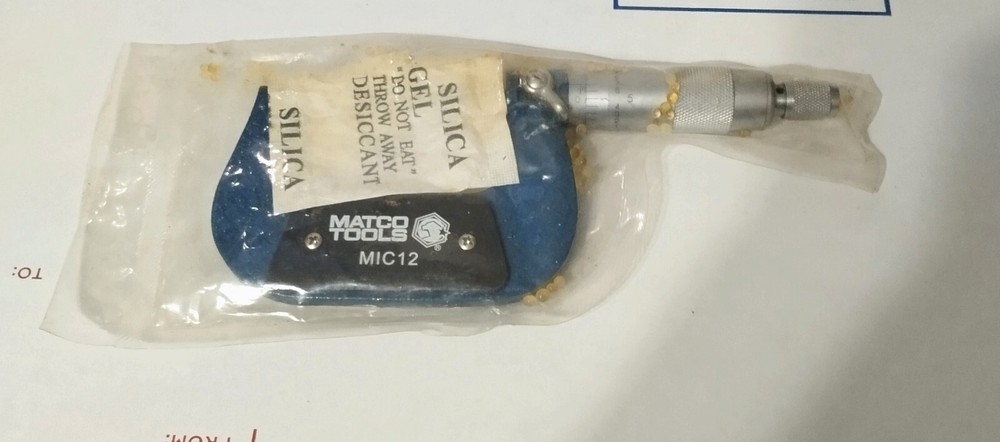 SILICA
GEL
"DO NOT EAT"
THROW AWAY
DESICCANT
SILICA
MATCO
TOOLS
®
MIC12
TO:
FROM: